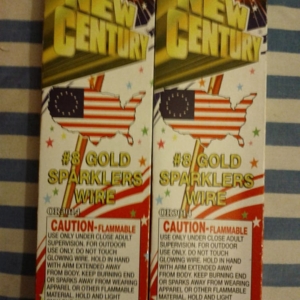 NEW
CENTURY
#8 GOLD
SPARKLERS
WIRE
CAUTION-FLAMMABLE
USE ONLY UNDER CLOSE ADULT
SUPERVISION. FOR OUTDOOR
USE ONLY. DO NOT TOUCH
GLOWING WIRE. HOLD IN HAND
WITH ARM EXTENDED AWAY
FROM BODY. KEEP BURNING END
OR SPARKS AWAY FROM WEARING
APPAREL OR OTHER FLAMMABLE
MATERIAL. HOLD AND LIGHT
NEW
CENTURY
#8 GOLD
SPARKLERS
WIRE
CAUTION-FLAMMABLE
USE ONLY UNDER CLOSE ADULT
SUPERVISION. FOR OUTDOOR
USE ONLY. DO NOT TOUCH
GLOWING WIRE. HOLD IN HAND
WITH ARM EXTENDED AWAY
FROM BODY. KEEP BURNING END
OR SPARKS AWAY FROM WEARING
APPAREL OR OTHER FLAMMABLE
MATERIAL. HOLD AND LIGHT